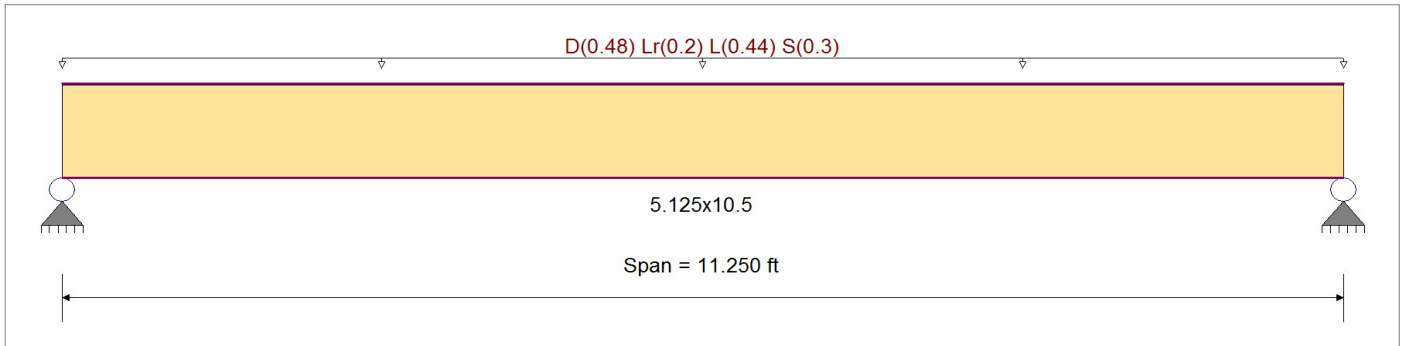 D(0.48) Lr(0.2) L(0.44) S(0.3)
5.125x10.5
Span = 11.250 ft